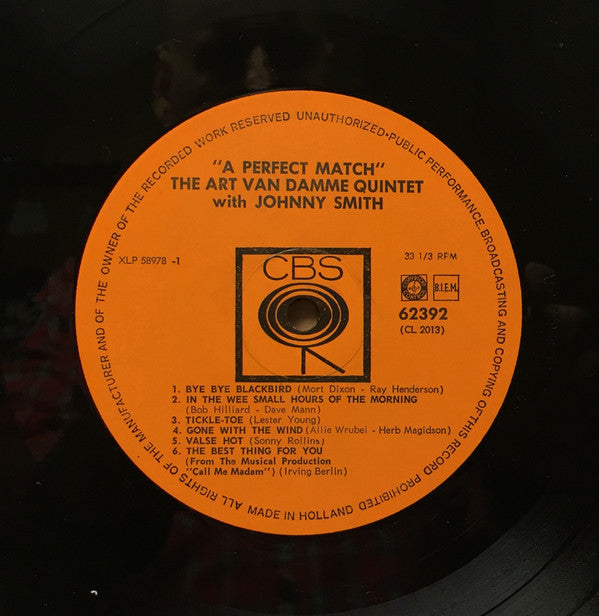 ALL RIGHTS OF THE MANUFACTURER AND OF THE OWNER OF THE RECORDED WORK RESERVED UNAUTHORIZED•PUBLIC PERFORMANCE.BROADCASTING AND COPYING OFTHIS RECORD PROHIBITED
"A PERFECT MATCH"
THE ART VAN DAMME QUINTET
with JOHNNY SMITH
XLP 58978 -1
33 1/3 RPM
CBS
B.I.E.M.
62392
(CL 2013)
1. BYE BYE BLACKBIRD (Mort Dixon - Ray Henderson)
2. IN THE WEE SMALL HOURS OF THE MORNING
(Bob Hilliard - Dave Mann)
3. TICKLE-TOE (Lester Young)
4. GONE WITH THE WIND (Allie Wrubel - Herb Magidson)
5. VALSE HOT (Sonny Rollins)
6. THE BEST THING FOR YOU
(From The Musical Production
"Call Me Madam") (Irving Berlin)
MADE IN HOLLAND